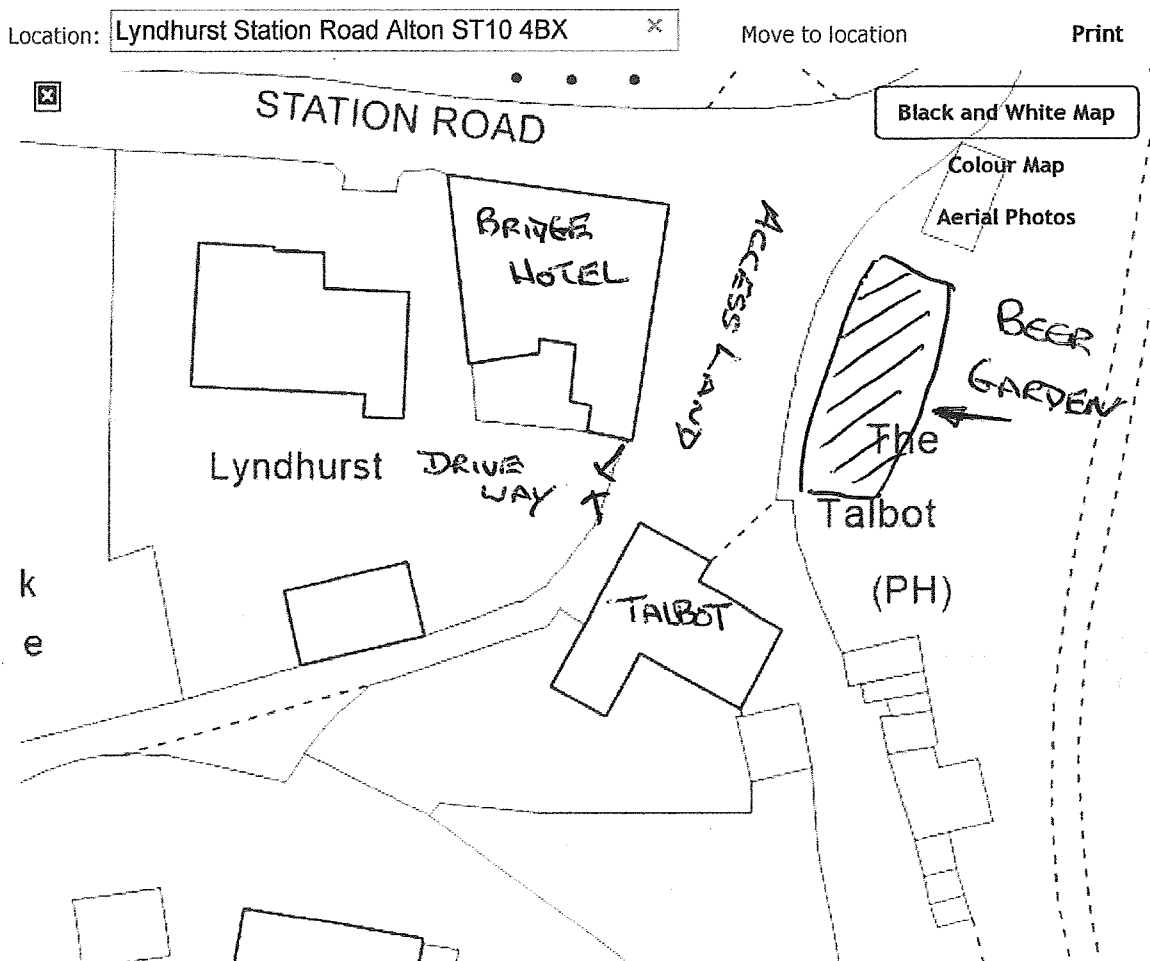 Location: Lyndhurst Station Road Alton ST10 4BX ×
Move to location
Print
STATION ROAD
Black and White Map
Colour Map
Aerial Photos
BRIDGE
HOTEL
ACCESS LAND
BEER
GARDEN
The
Talbot
(PH)
Lyndhurst
DRIVE
WAY
TALBOT
k
e